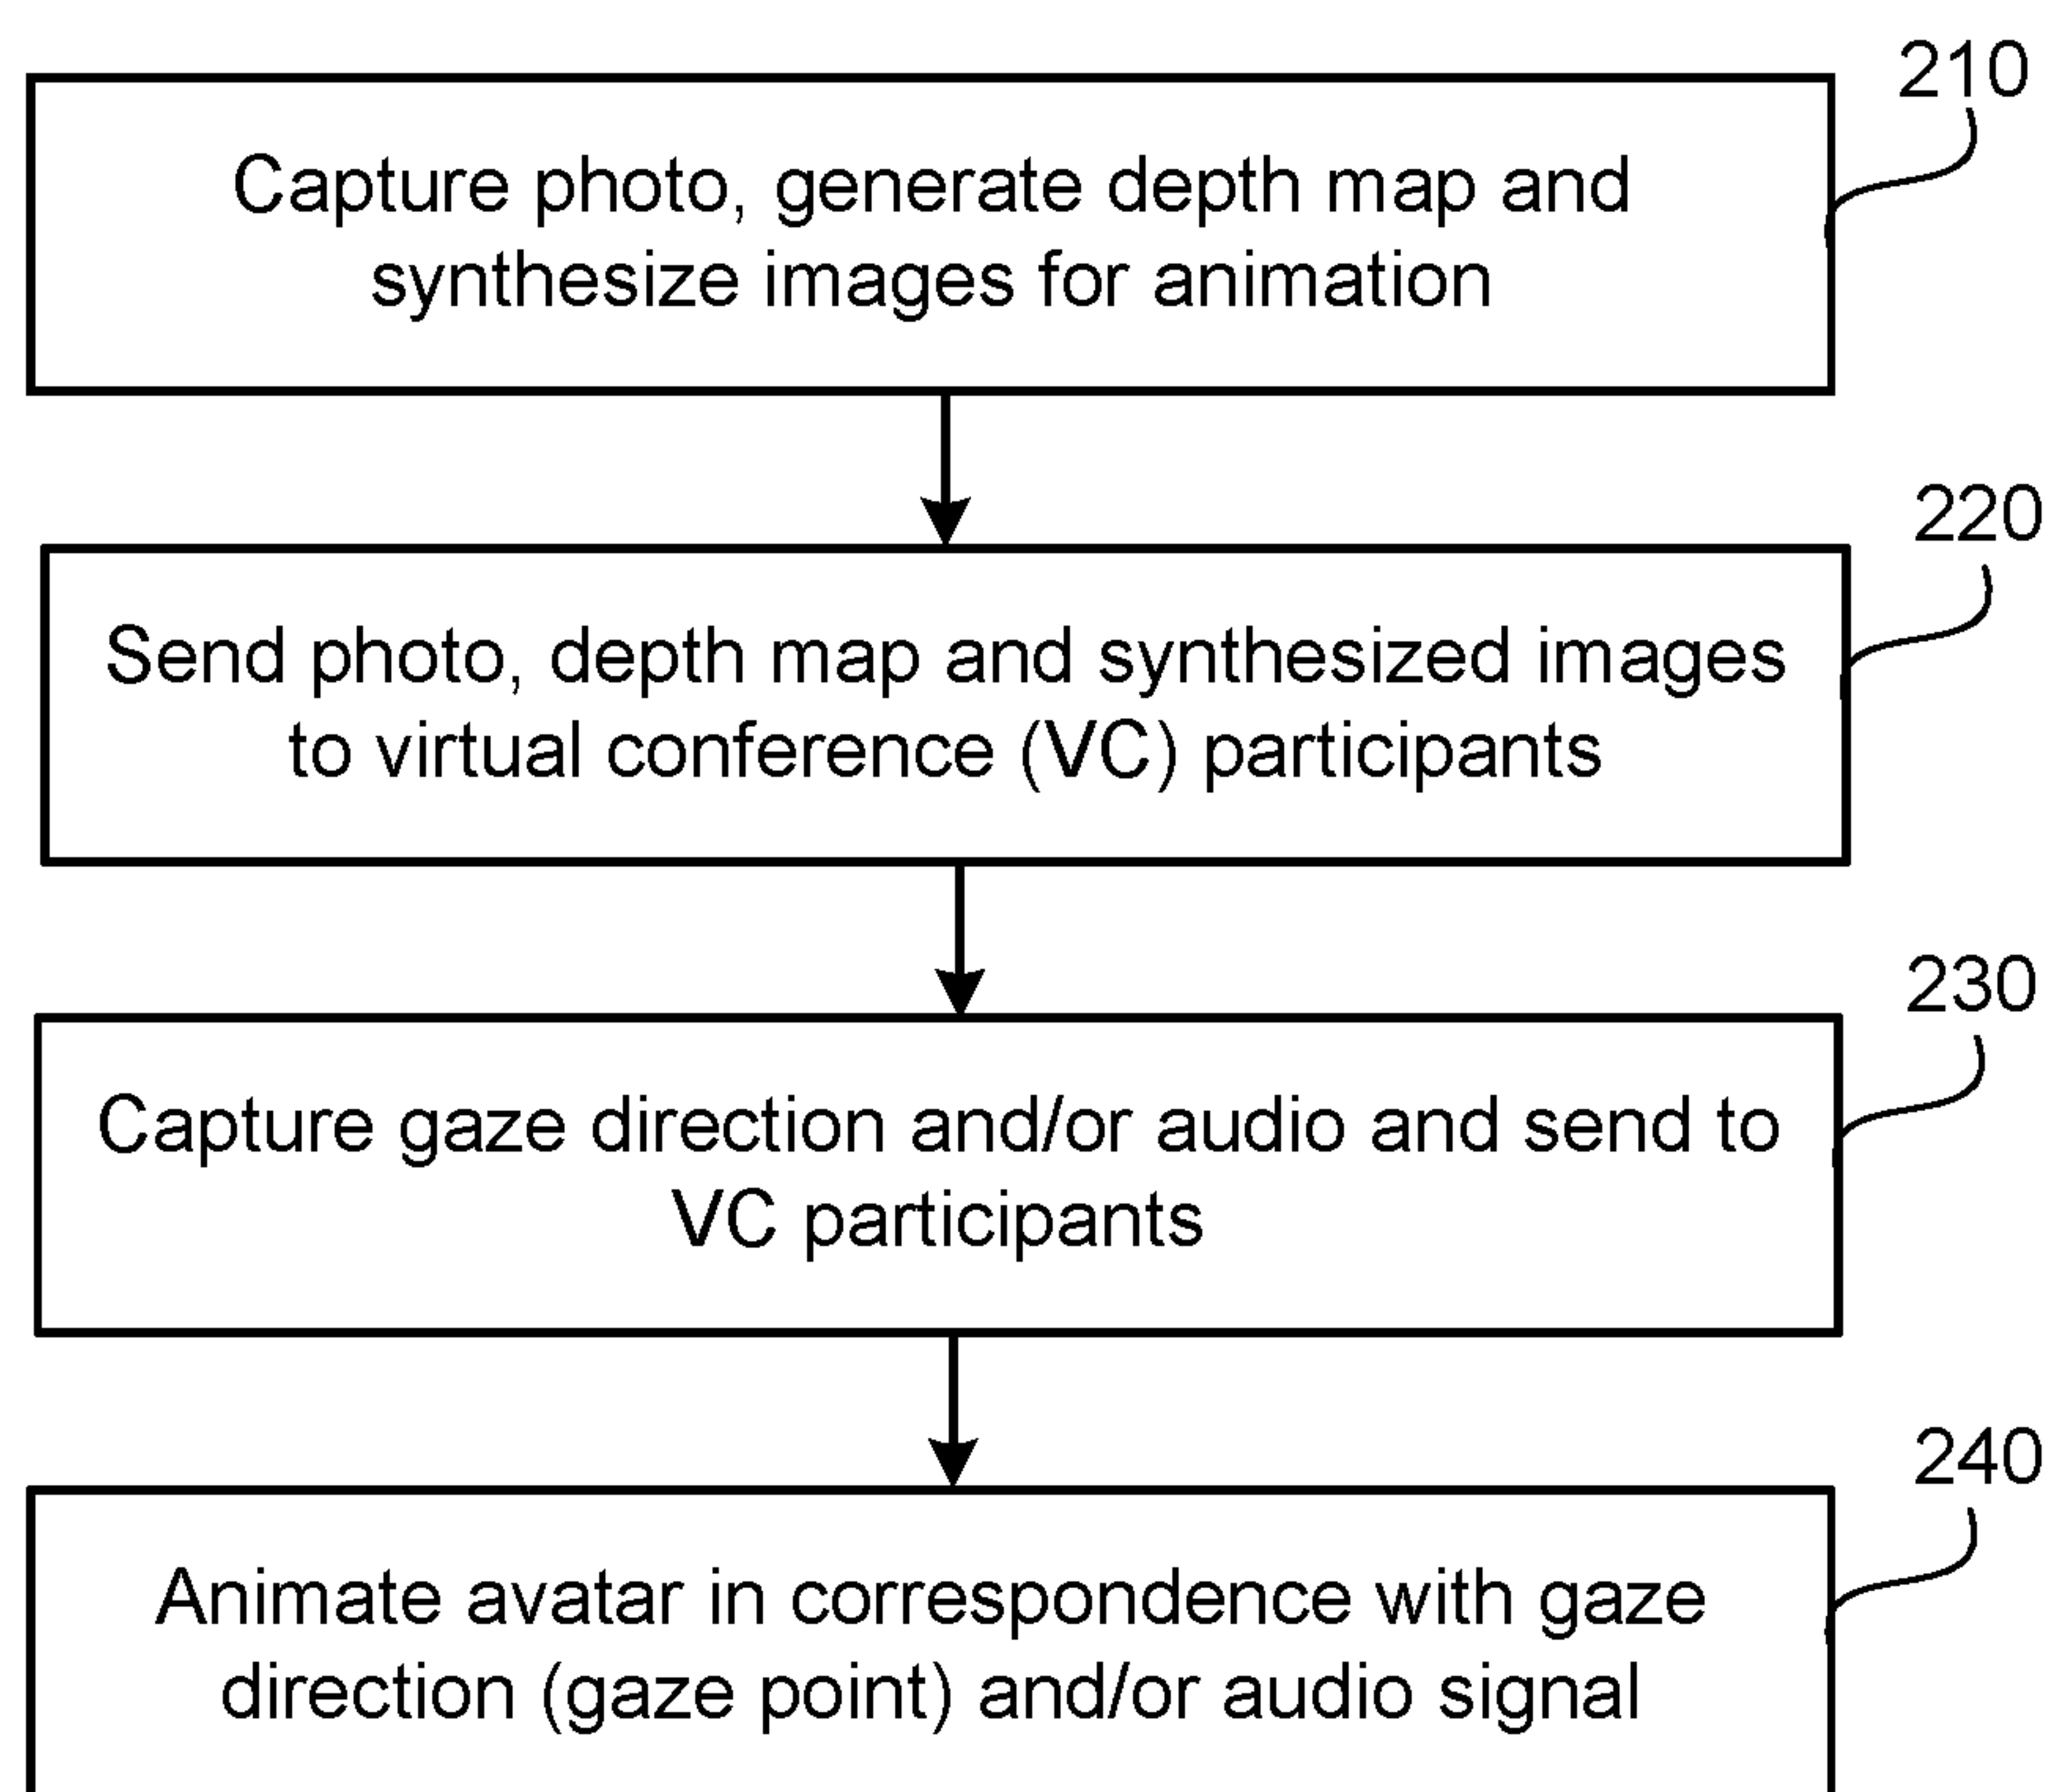 210
Capture photo, generate depth map and
synthesize images for animation
220
Send photo, depth map and synthesized images
to virtual conference (VC) participants
230
Capture gaze direction and/or audio and send to
VC participants
240
Animate avatar in correspondence with gaze
direction (gaze point) and/or audio signal